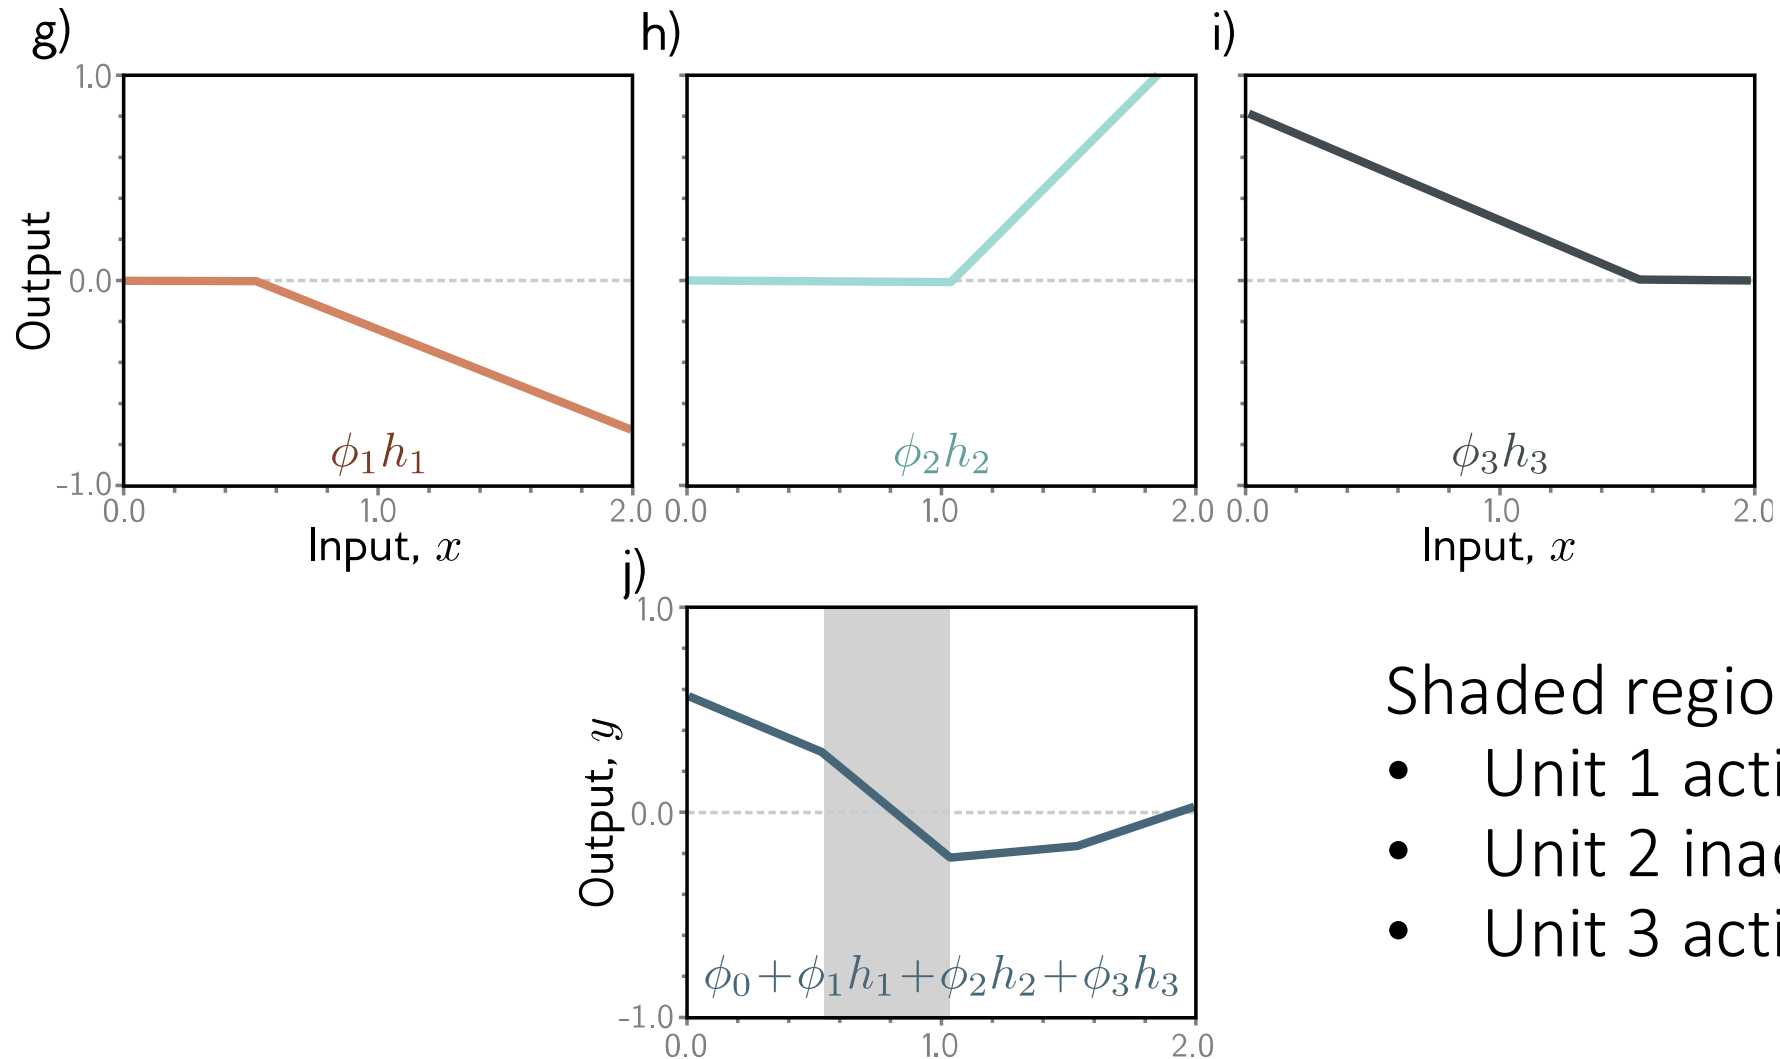 g)
h)
i)
1.0
0.0
-1.0
Output
ϕ₁h₁
ϕ₂h₂
ϕ₃h₃
0.0 1.0 2.0
0.0 1.0 2.0
0.0 1.0 2.0
Input, x
Input, x
j)
1.0
0.0
-1.0
Output, y
ϕ₀+ϕ₁h₁+ϕ₂h₂+ϕ₃h₃
0.0 1.0 2.0
Shaded regio
• Unit 1 acti
• Unit 2 inac
• Unit 3 acti